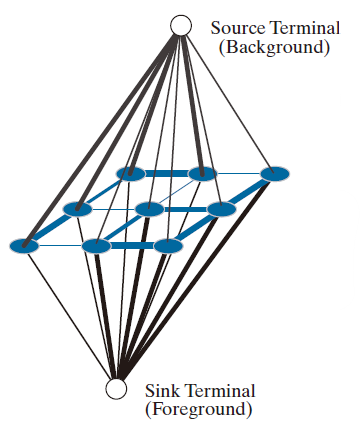 Source Terminal
(Background)
Sink Terminal
(Foreground)